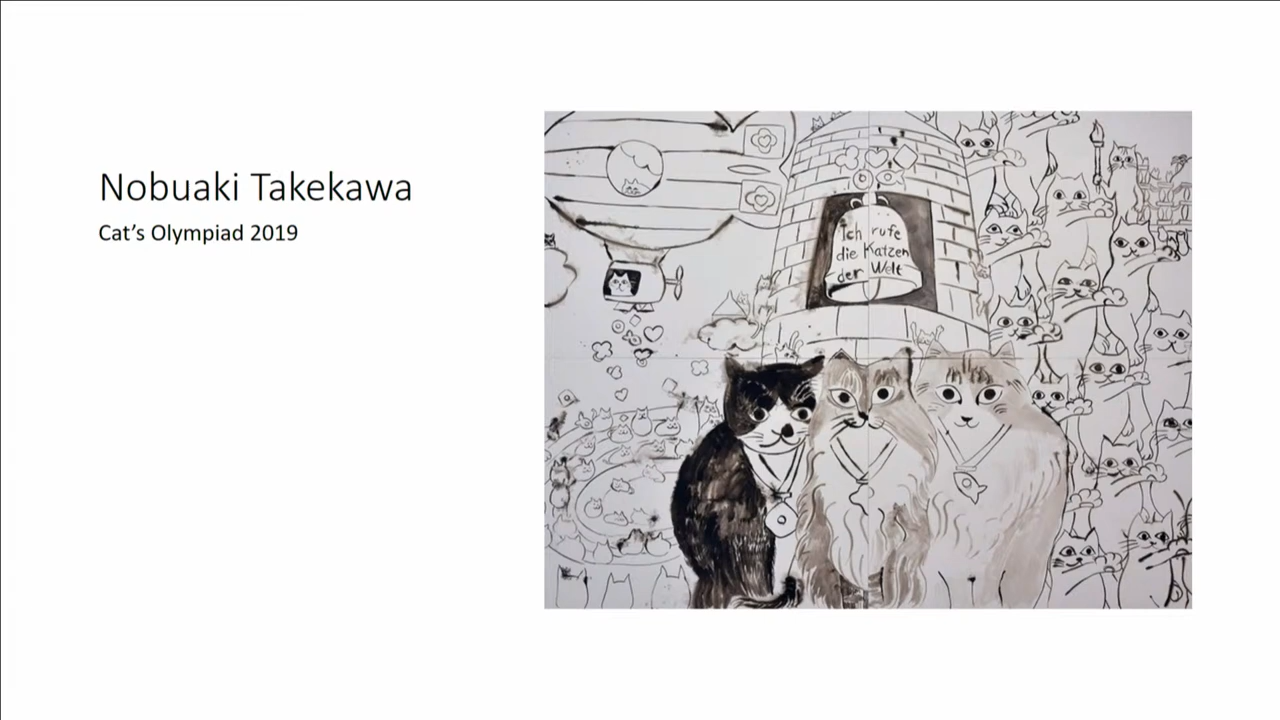 Nobuaki Takekawa
Cat’s Olympiad 2019
Ich rufe
die Katzen
der Welt